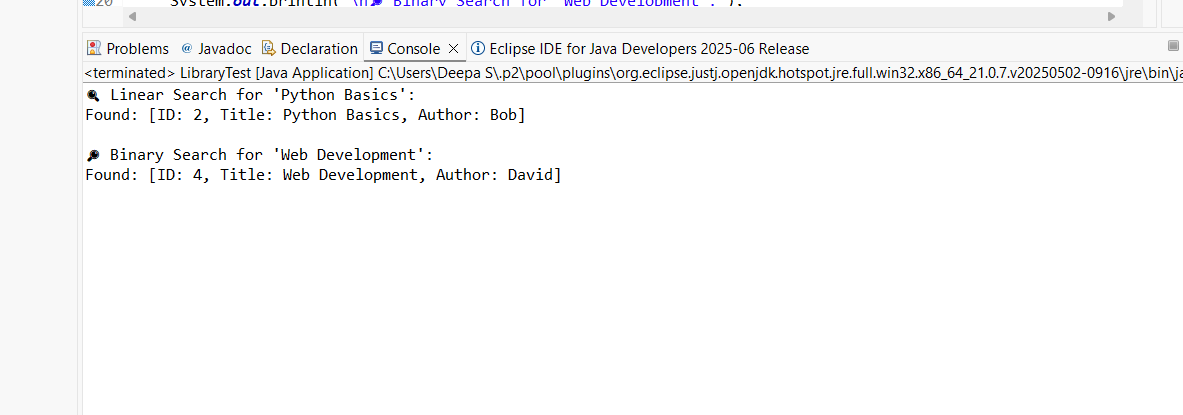 20 System.out.println("\n🔎 Binary Search for 'Web Development':");
Problems @ Javadoc Declaration Console × Eclipse IDE for Java Developers 2025-06 Release
<terminated> LibraryTest [Java Application] C:\Users\Deepa S\.p2\pool\plugins\org.eclipse.justj.openjdk.hotspot.jre.full.win32.x86_64_21.0.7.v20250502-0916\jre\bin\ja
🔍 Linear Search for 'Python Basics':
Found: [ID: 2, Title: Python Basics, Author: Bob]
🔎 Binary Search for 'Web Development':
Found: [ID: 4, Title: Web Development, Author: David]